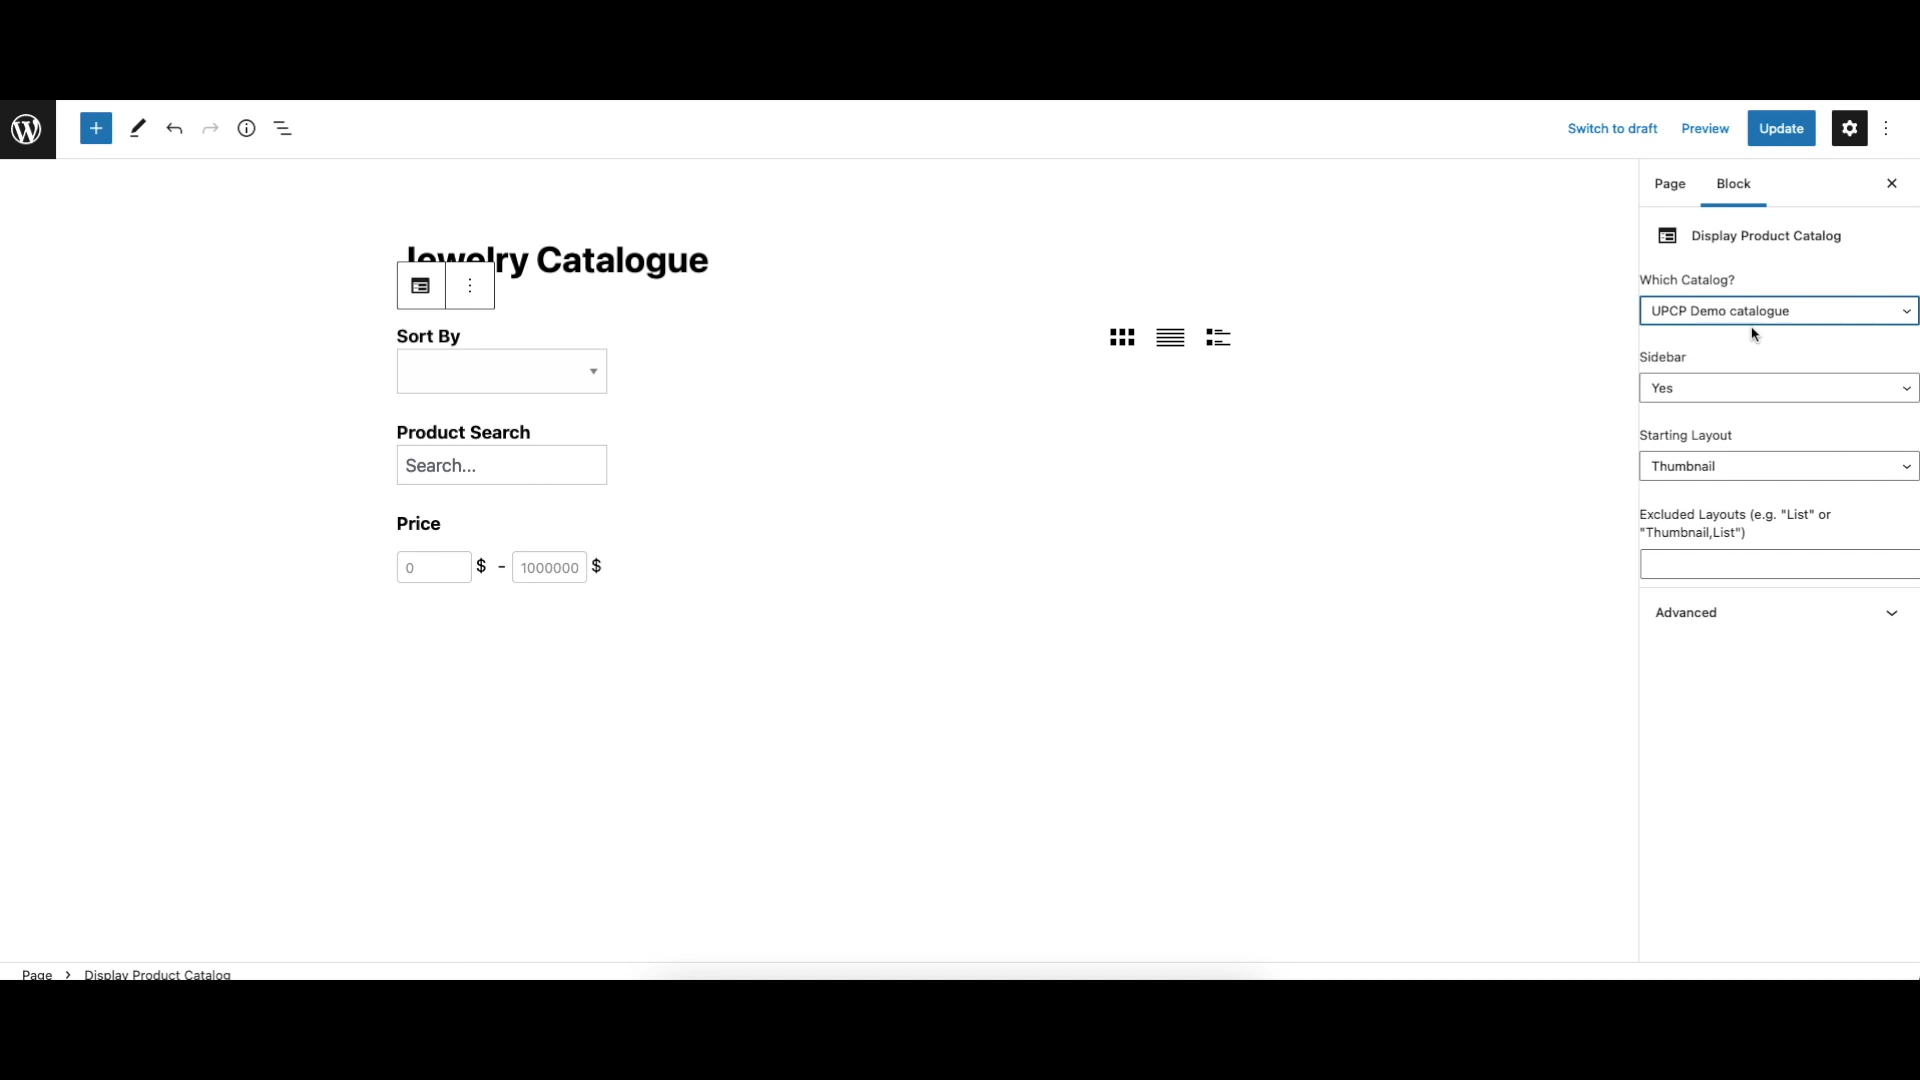 Switch to draft Preview Update
Page Block
Display Product Catalog
Jewelry Catalogue
Which Catalog?
UPCP Demo catalogue
Sort By
Sidebar
Yes
Product Search
Search...
Starting Layout
Thumbnail
Price
0 $ - 1000000 $
Excluded Layouts (e.g. "List" or
"Thumbnail,List")
Advanced
Page > Display Product Catalog